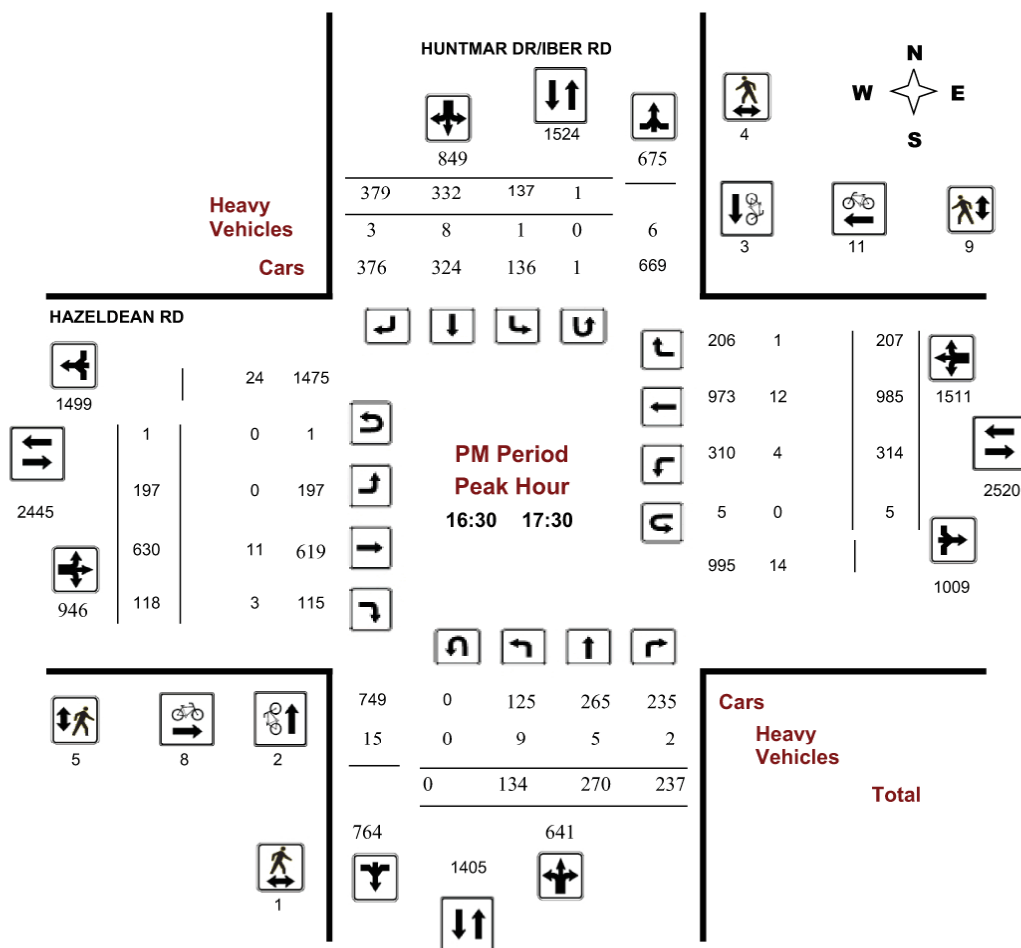 HUNTMAR DR/IBER RD
N
W E
S
1524
4
849 675
379 332 137 1
Heavy
Vehicles
3 8 1 0 6
3 11 9
Cars
376 324 136 1 669
HAZELDEAN RD
206 1 207
24 1475
1499
973 12 985
1511
1 0 1
310 4 314
PM Period
Peak Hour
16:30 17:30
197 0 197
2445
2520
5 0 5
630 11 619
995 14
1009
946
118 3 115
749 0 125 265 235
Cars
15 0 9 5 2
Heavy
Vehicles
5 8 2
0 134 270 237
Total
764 641
1405
1